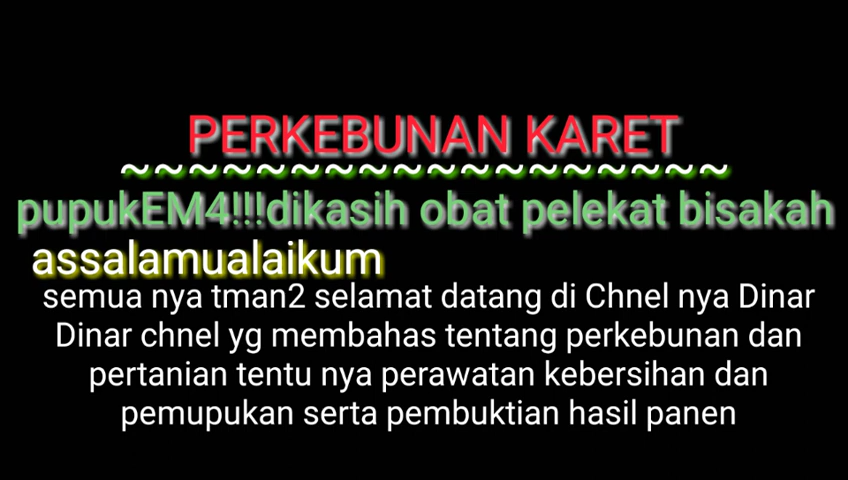 PERKEBUNAN KARET
~~~~~~~~~~~~~~~~~~
pupukEM4!!!dikasih obat pelekat bisakah
assalamualaikum
semua nya tman2 selamat datang di Chnel nya Dinar
Dinar chnel yg membahas tentang perkebunan dan
pertanian tentu nya perawatan kebersihan dan
pemupukan serta pembuktian hasil panen